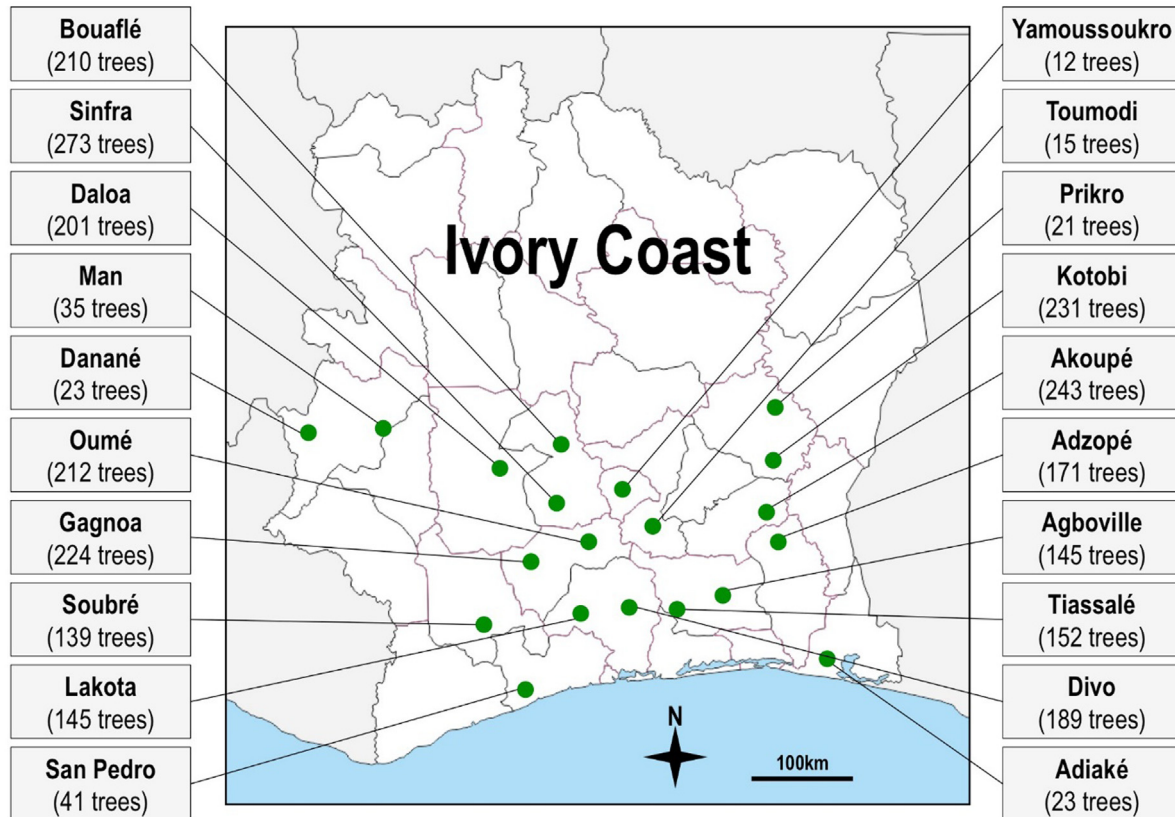 Bouaflé
(210 trees)
Sinfra
(273 trees)
Daloa
(201 trees)
Man
(35 trees)
Danané
(23 trees)
Oumé
(212 trees)
Gagnoa
(224 trees)
Soubré
(139 trees)
Lakota
(145 trees)
San Pedro
(41 trees)
Ivory Coast
N
100km
Yamoussoukro
(12 trees)
Toumodi
(15 trees)
Prikro
(21 trees)
Kotobi
(231 trees)
Akoupé
(243 trees)
Adzopé
(171 trees)
Agboville
(145 trees)
Tiassalé
(152 trees)
Divo
(189 trees)
Adiaké
(23 trees)